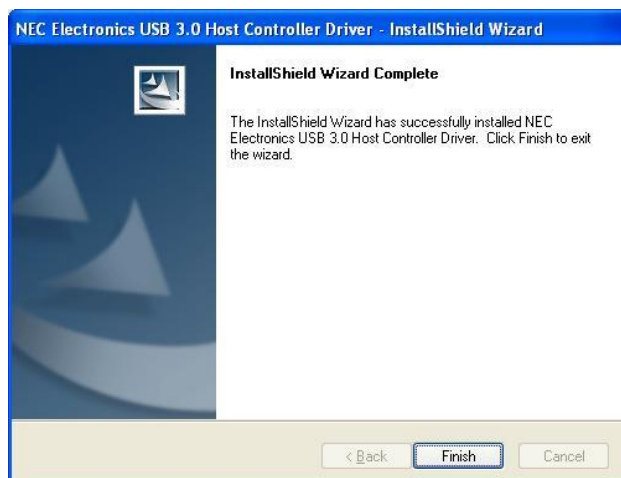 NEC Electronics USB 3.0 Host Controller Driver - InstallShield Wizard
InstallShield Wizard Complete
The InstallShield Wizard has successfully installed NEC
Electronics USB 3.0 Host Controller Driver. Click Finish to exit
the wizard.
< Back
Finish
Cancel